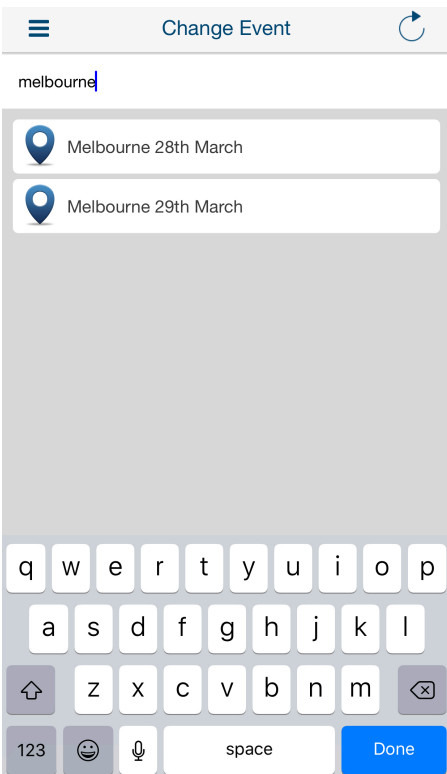 Change Event
melbourne
Melbourne 28th March
Melbourne 29th March
q w e r t y u i o p
a s d f g h j k l
z x c v b n m
123 space Done